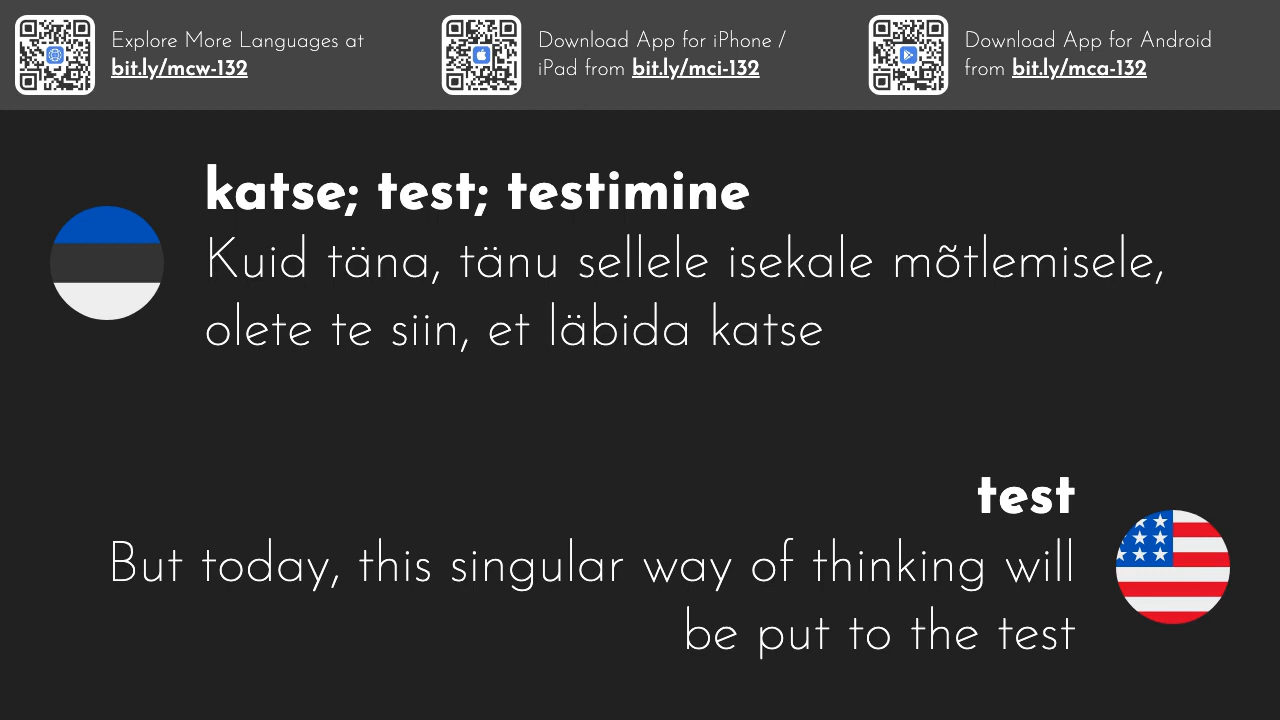 Explore More Languages at
bit.ly/mcw-132
Download App for iPhone /
iPad from bit.ly/mci-132
Download App for Android
from bit.ly/mca-132
katse; test; testimine
Kuid täna, tänu sellele isekale mõtlemisele,
olete te siin, et läbida katse
test
But today, this singular way of thinking will
be put to the test